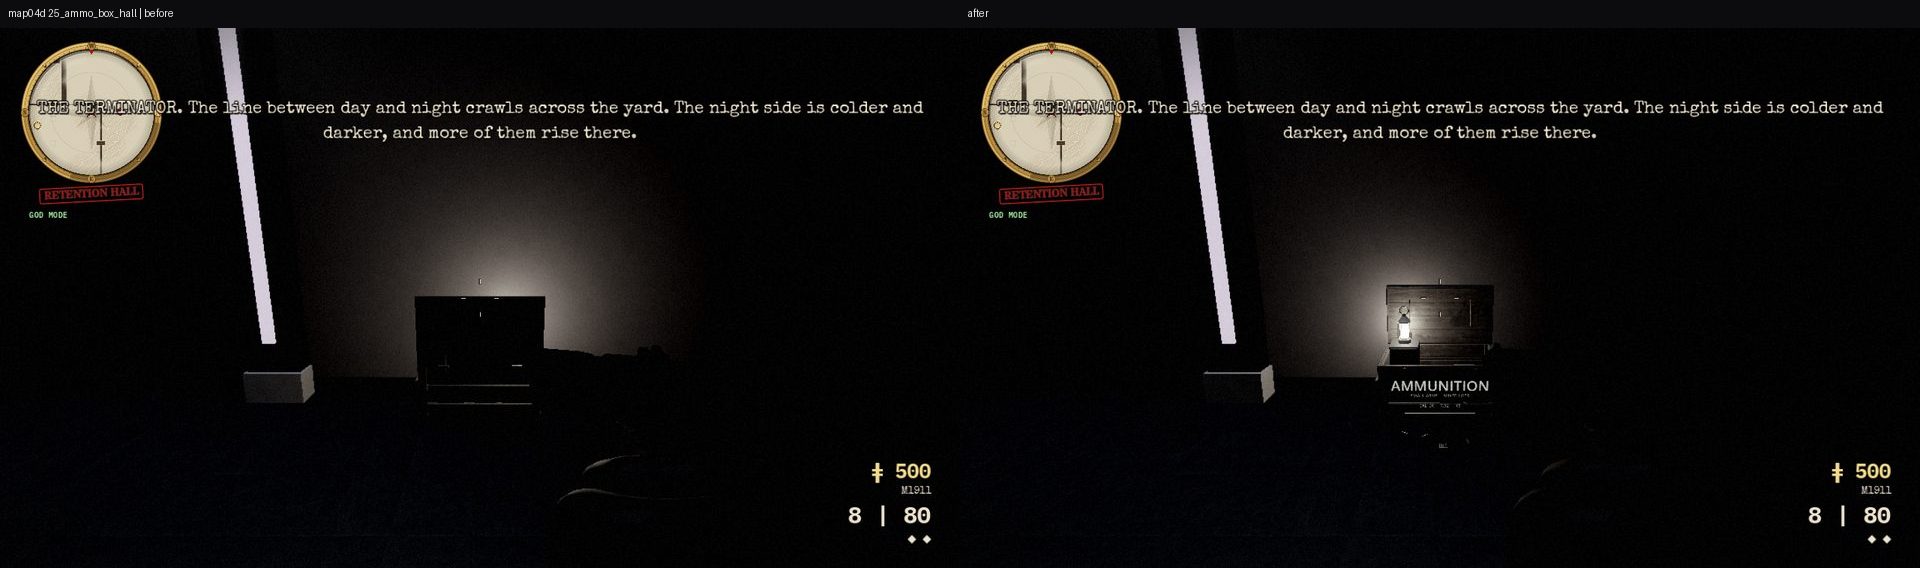 map04d 25_ammo_box_hall | before
THE TERMINATOR. The line between day and night crawls across the yard. The night side is colder and
darker, and more of them rise there.
RETENTION HALL
GOD MODE
500
M1911
8 | 80
after
THE TERMINATOR. The line between day and night crawls across the yard. The night side is colder and
darker, and more of them rise there.
RETENTION HALL
GOD MODE
AMMUNITION
500
M1911
8 | 80